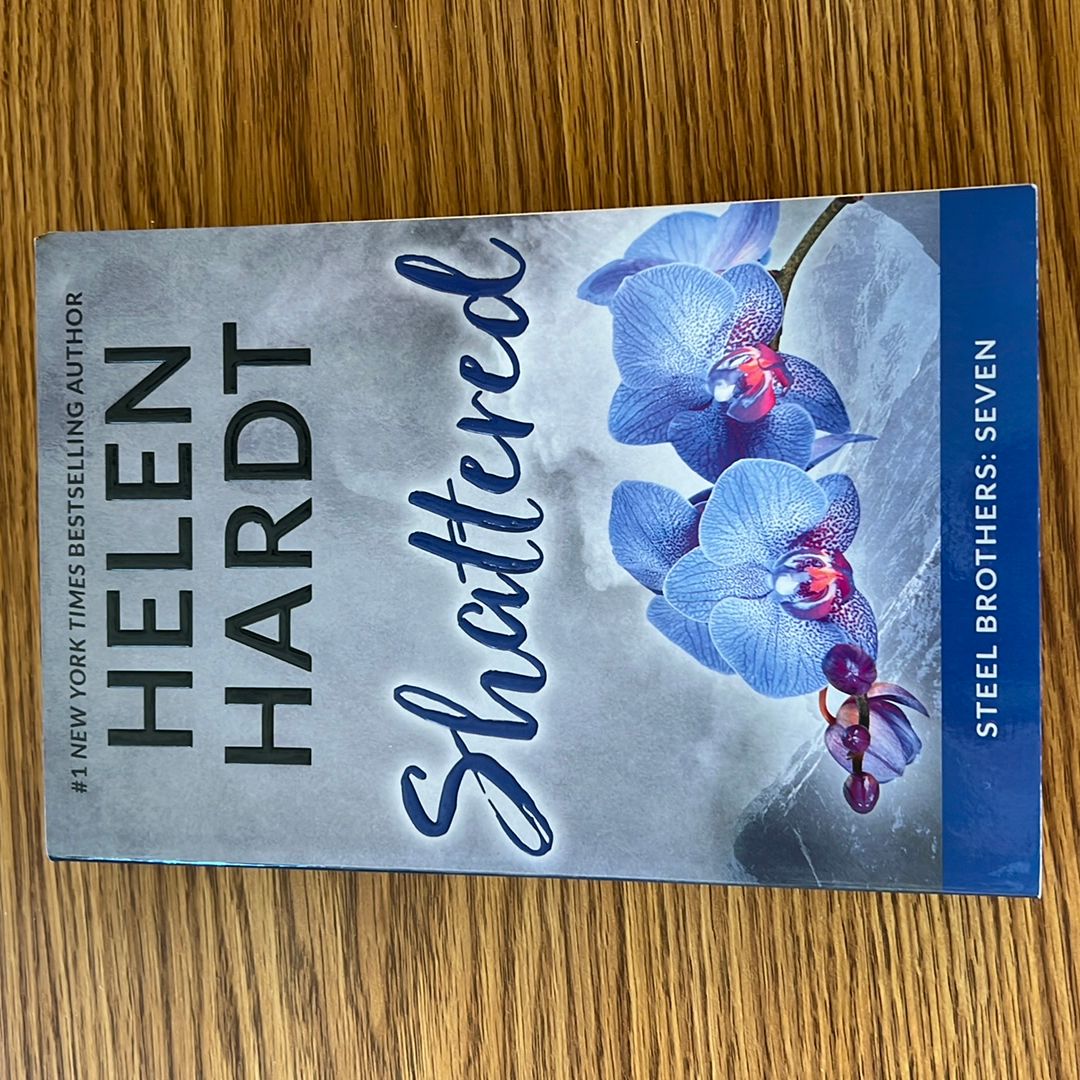 #1 NEW YORK TIMES BESTSELLING AUTHOR
HELEN
HARDT
Shattered
STEEL BROTHERS: SEVEN